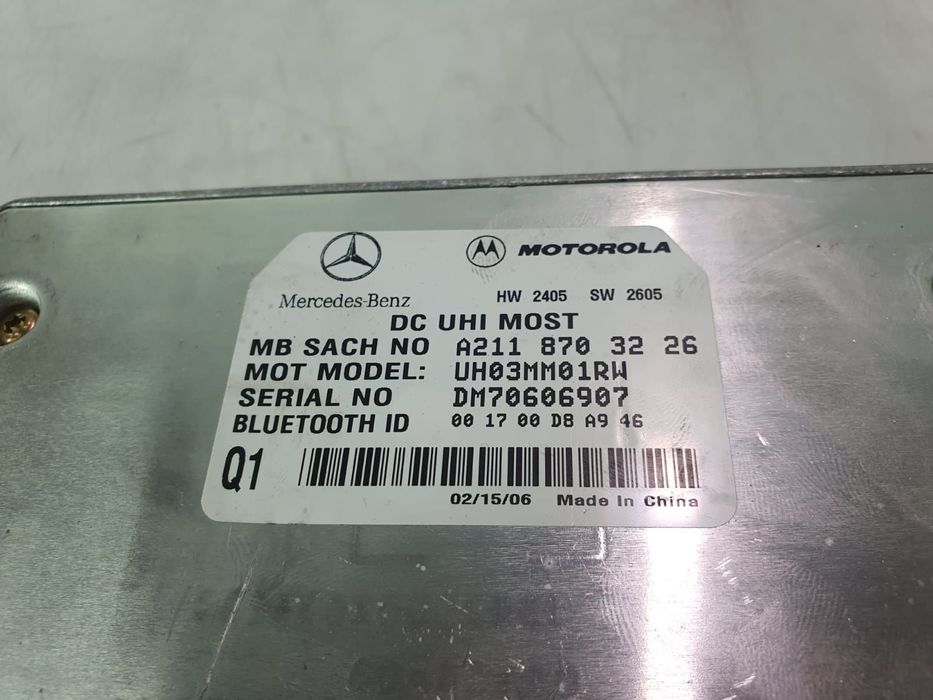 MOTOROLA
Mercedes-Benz
HW 2405 SW 2605
DC UHI MOST
MB SACH NO A211 870 32 26
MOT MODEL: UH03MM01RW
SERIAL NO DM70606907
BLUETOOTH ID 00 17 00 D8 A9 46
Q1
02/15/06 Made In China